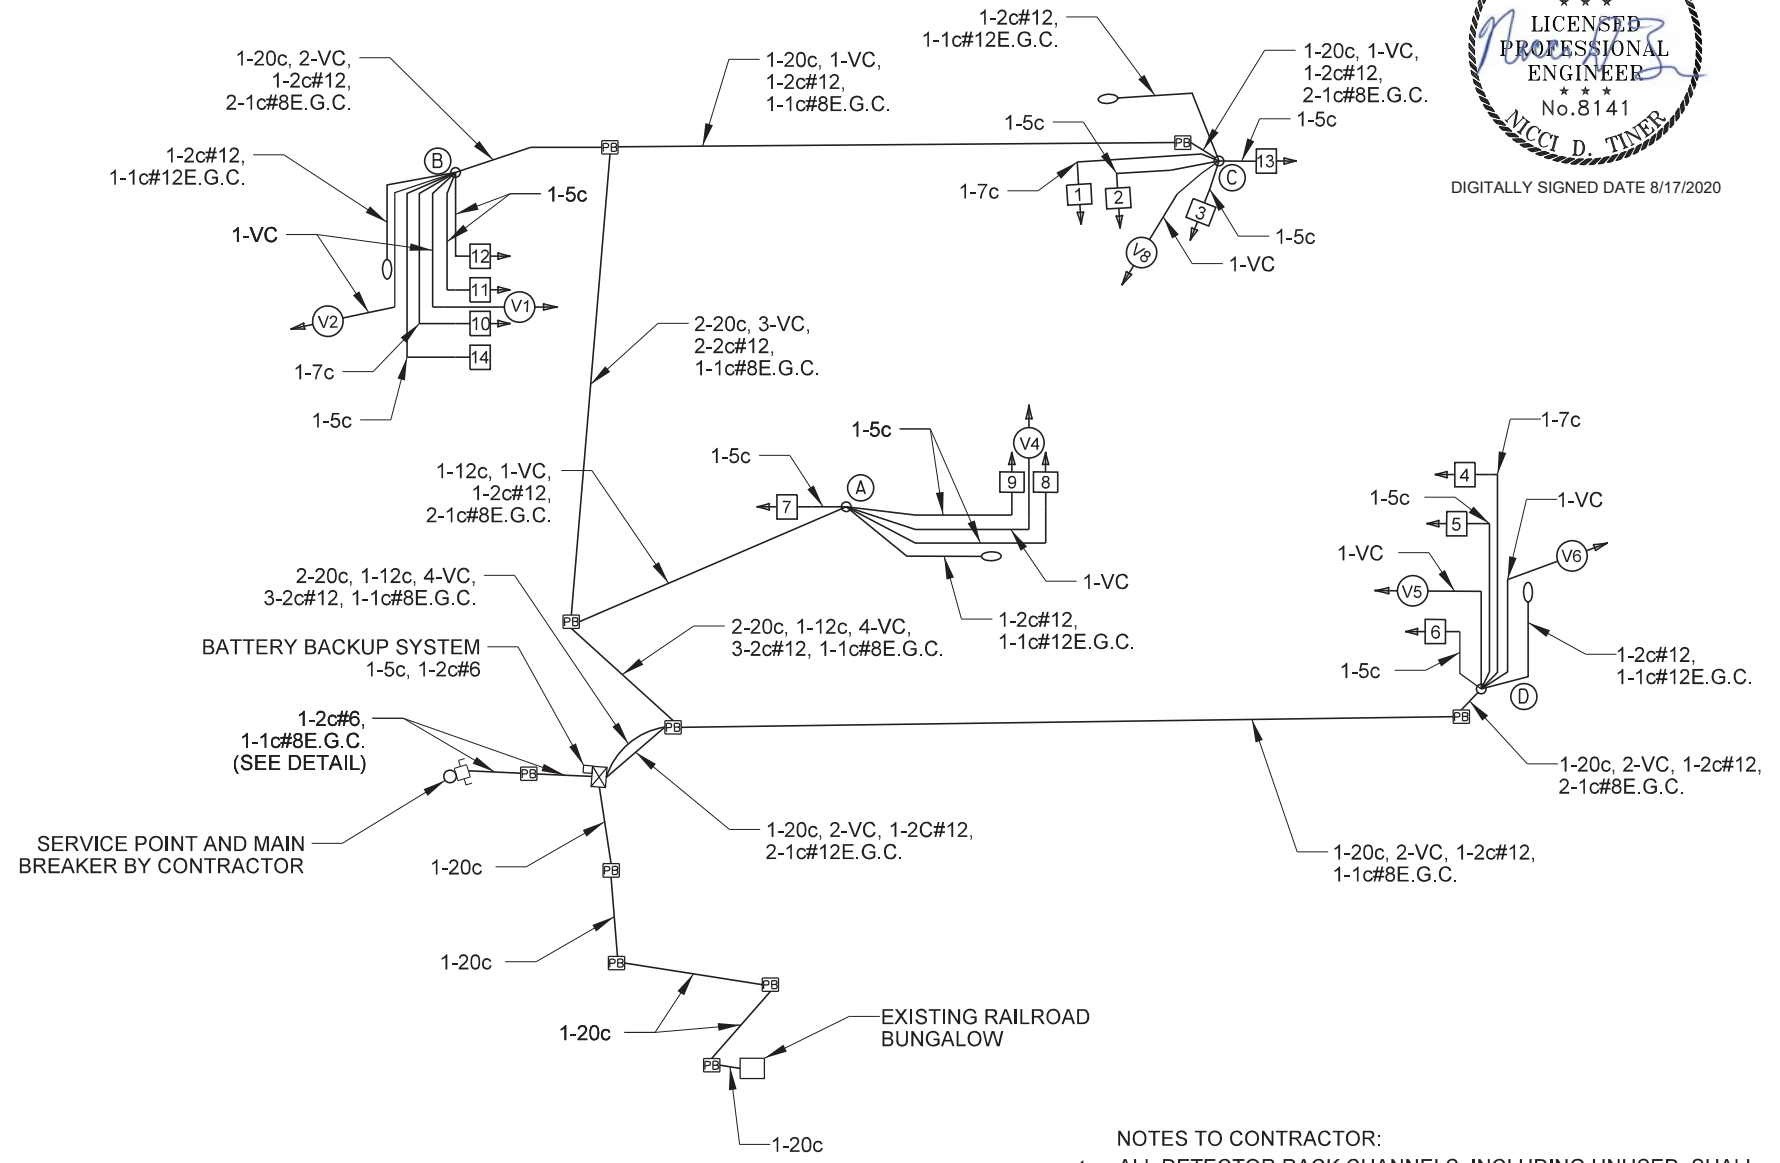 1-2c#12,
1-1c#12E.G.C.
1-20c, 2-VC,
1-2c#12,
2-1c#8E.G.C.
1-20c, 1-VC,
1-2c#12,
1-1c#8E.G.C.
1-20c, 1-VC,
1-2c#12,
2-1c#8E.G.C.
LICENSED
PROFESSIONAL
ENGINEER
No.8141
NICCI D. TINER
DIGITALLY SIGNED DATE 8/17/2020
1-2c#12,
1-1c#12E.G.C.
B
PB
1-5c
PB
1-5c
13
C
1-5c
1-7c
1
2
3
1-5c
V8
1-VC
1-VC
12
11
V2
V1
10
14
1-7c
1-5c
2-20c, 3-VC,
2-2c#12,
1-1c#8E.G.C.
1-12c, 1-VC,
1-2c#12,
2-1c#8E.G.C.
1-5c
1-5c
V4
9
8
A
7
1-VC
1-2c#12,
1-1c#12E.G.C.
1-7c
4
1-5c
5
1-VC
1-VC
V6
V5
6
1-5c
1-2c#12,
1-1c#12E.G.C.
D
2-20c, 1-12c, 4-VC,
3-2c#12, 1-1c#8E.G.C.
PB
2-20c, 1-12c, 4-VC,
3-2c#12, 1-1c#8E.G.C.
BATTERY BACKUP SYSTEM
1-5c, 1-2c#6
1-2c#6,
1-1c#8E.G.C.
(SEE DETAIL)
PB
PB
PB
1-20c, 2-VC, 1-2c#12,
2-1c#8E.G.C.
SERVICE POINT AND MAIN
BREAKER BY CONTRACTOR
1-20c, 2-VC, 1-2C#12,
2-1c#12E.G.C.
1-20c, 2-VC, 1-2c#12,
1-1c#8E.G.C.
1-20c
PB
1-20c
PB
PB
1-20c
EXISTING RAILROAD
BUNGALOW
PB
1-20c
NOTES TO CONTRACTOR: